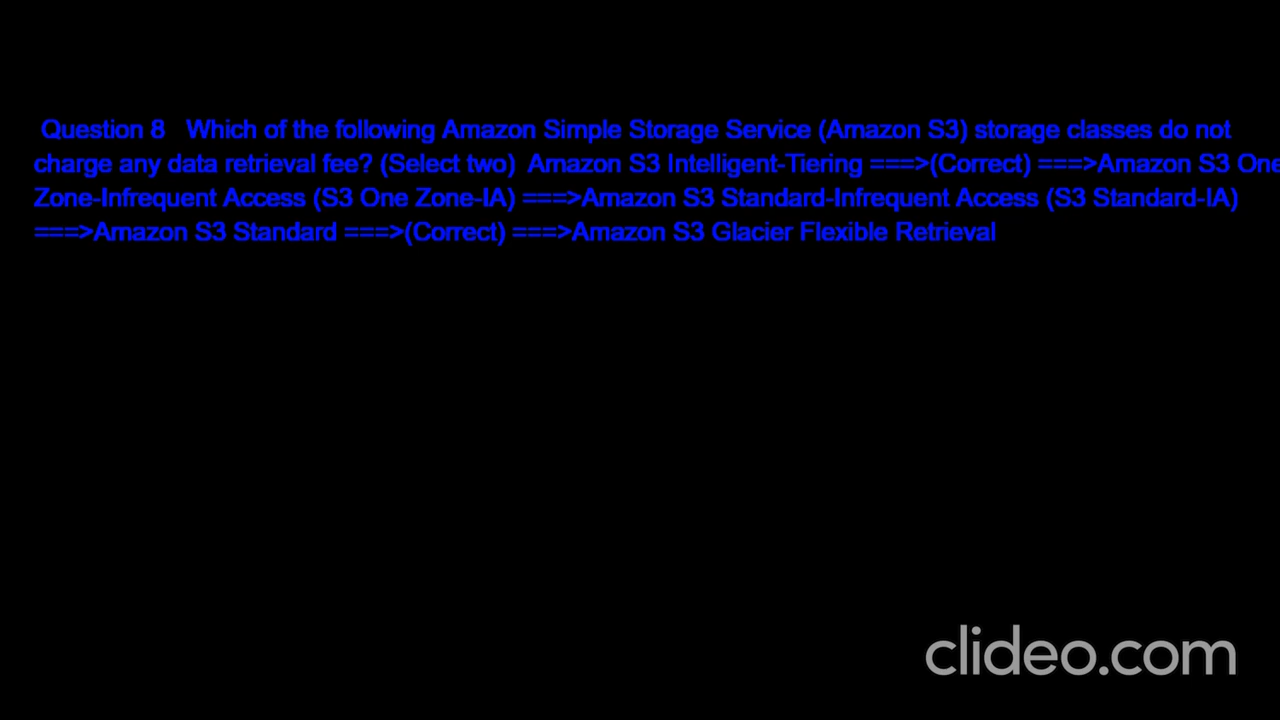 Question 8   Which of the following Amazon Simple Storage Service (Amazon S3) storage classes do not
charge any data retrieval fee? (Select two)  Amazon S3 Intelligent-Tiering ===>(Correct) ===>Amazon S3 One
Zone-Infrequent Access (S3 One Zone-IA) ===>Amazon S3 Standard-Infrequent Access (S3 Standard-IA)
===>Amazon S3 Standard ===>(Correct) ===>Amazon S3 Glacier Flexible Retrieval
clideo.com